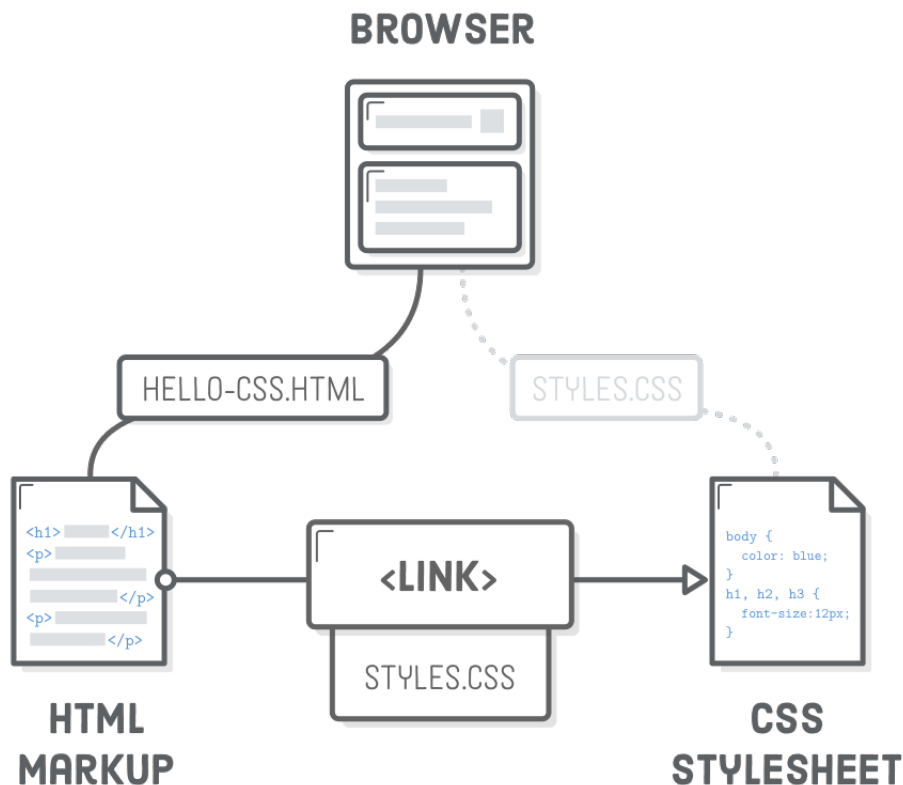 BROWSER
HELLO-CSS.HTML
STYLES.CSS
<h1> </h1>
<p>
</p>
<p>
</p>
<LINK>
STYLES.CSS
body {
color: blue;
}
h1, h2, h3 {
font-size:12px;
}
HTML
MARKUP
CSS
STYLESHEET